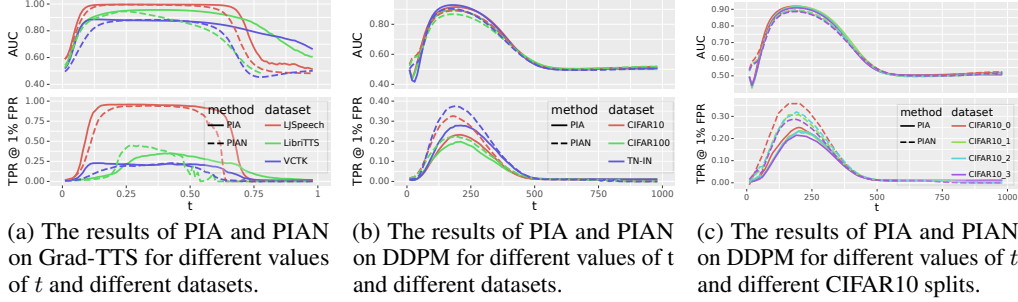 AUC
1.00
0.80
0.60
0.40
TPR @ 1% FPR
1.00
0.75
0.50
0.25
0.00
method dataset
PIA LJSpeech
PIAN LibriTTS
VCTK
0 0.25 0.5 0.75 1
t
(a) The results of PIA and PIAN
on Grad-TTS for different values
of t and different datasets.
AUC
0.80
0.60
0.40
TPR @ 1% FPR
0.40
0.30
0.20
0.10
0.00
method dataset
PIA CIFAR10
PIAN CIFAR100
TN-IN
0 250 500 750 1000
t
(b) The results of PIA and PIAN
on DDPM for different values of t
and different datasets.
AUC
0.90
0.80
0.70
0.60
0.50
TPR @ 1% FPR
0.30
0.20
0.10
0.00
method dataset
PIA CIFAR10_0
PIAN CIFAR10_1
CIFAR10_2
CIFAR10_3
0 250 500 750 1000
t
(c) The results of PIA and PIAN
on DDPM for different values of t
and different CIFAR10 splits.